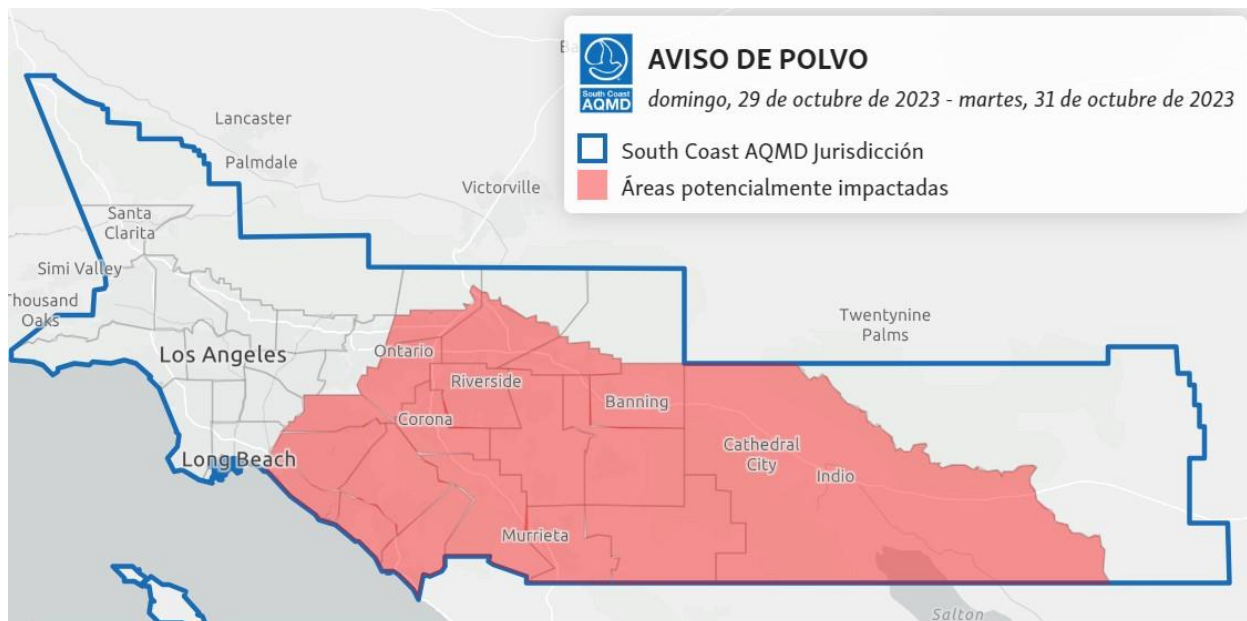 AVISO DE POLVO
domingo, 29 de octubre de 2023 - martes, 31 de octubre de 2023
South Coast
AQMD
South Coast AQMD Jurisdicción
Áreas potencialmente impactadas
Lancaster
Palmdale
Victorville
Santa
Clarita
Simi Valley
Thousand
Oaks
Twentynine
Palms
Los Angeles
Ontario
Riverside
Banning
Corona
Cathedral
City
Long Beach
Indio
Murrieta
Salton